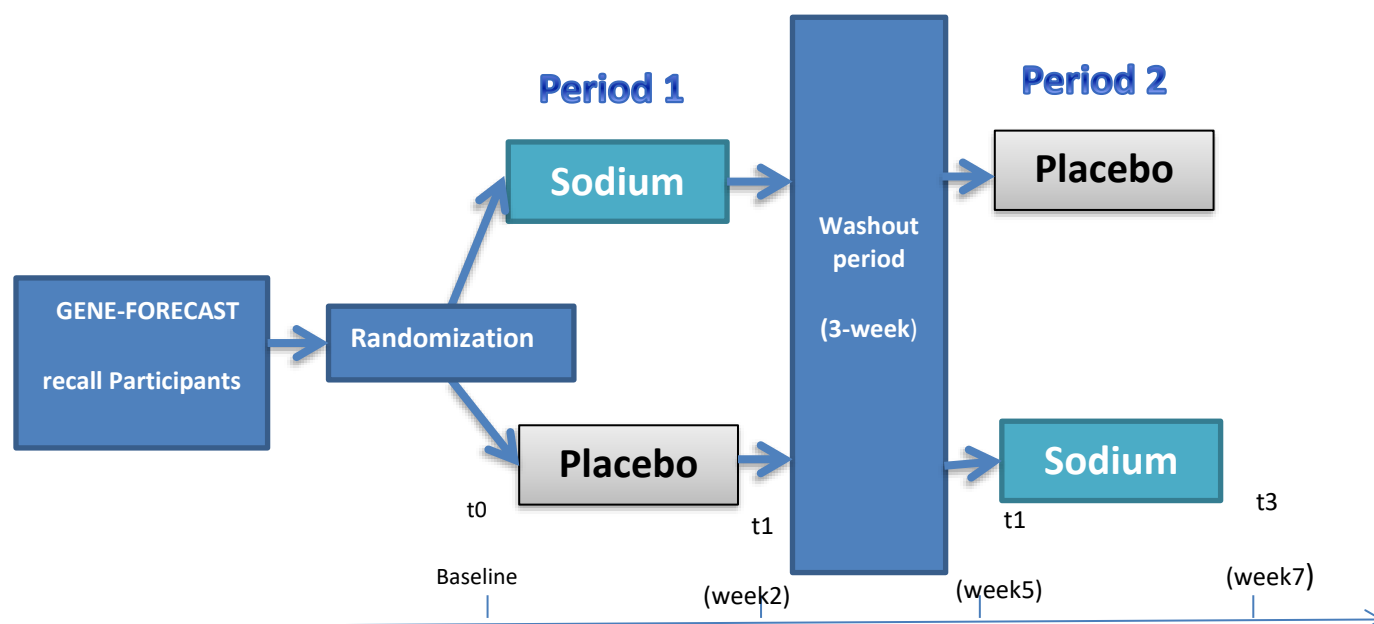 Period 1
Period 2
Sodium
Placebo
Washout
period
(3-week)
GENE-FORECAST
recall Participants
Randomization
Placebo
Sodium
t0
t1
t1
t3
Baseline
(week2)
(week5)
(week7)